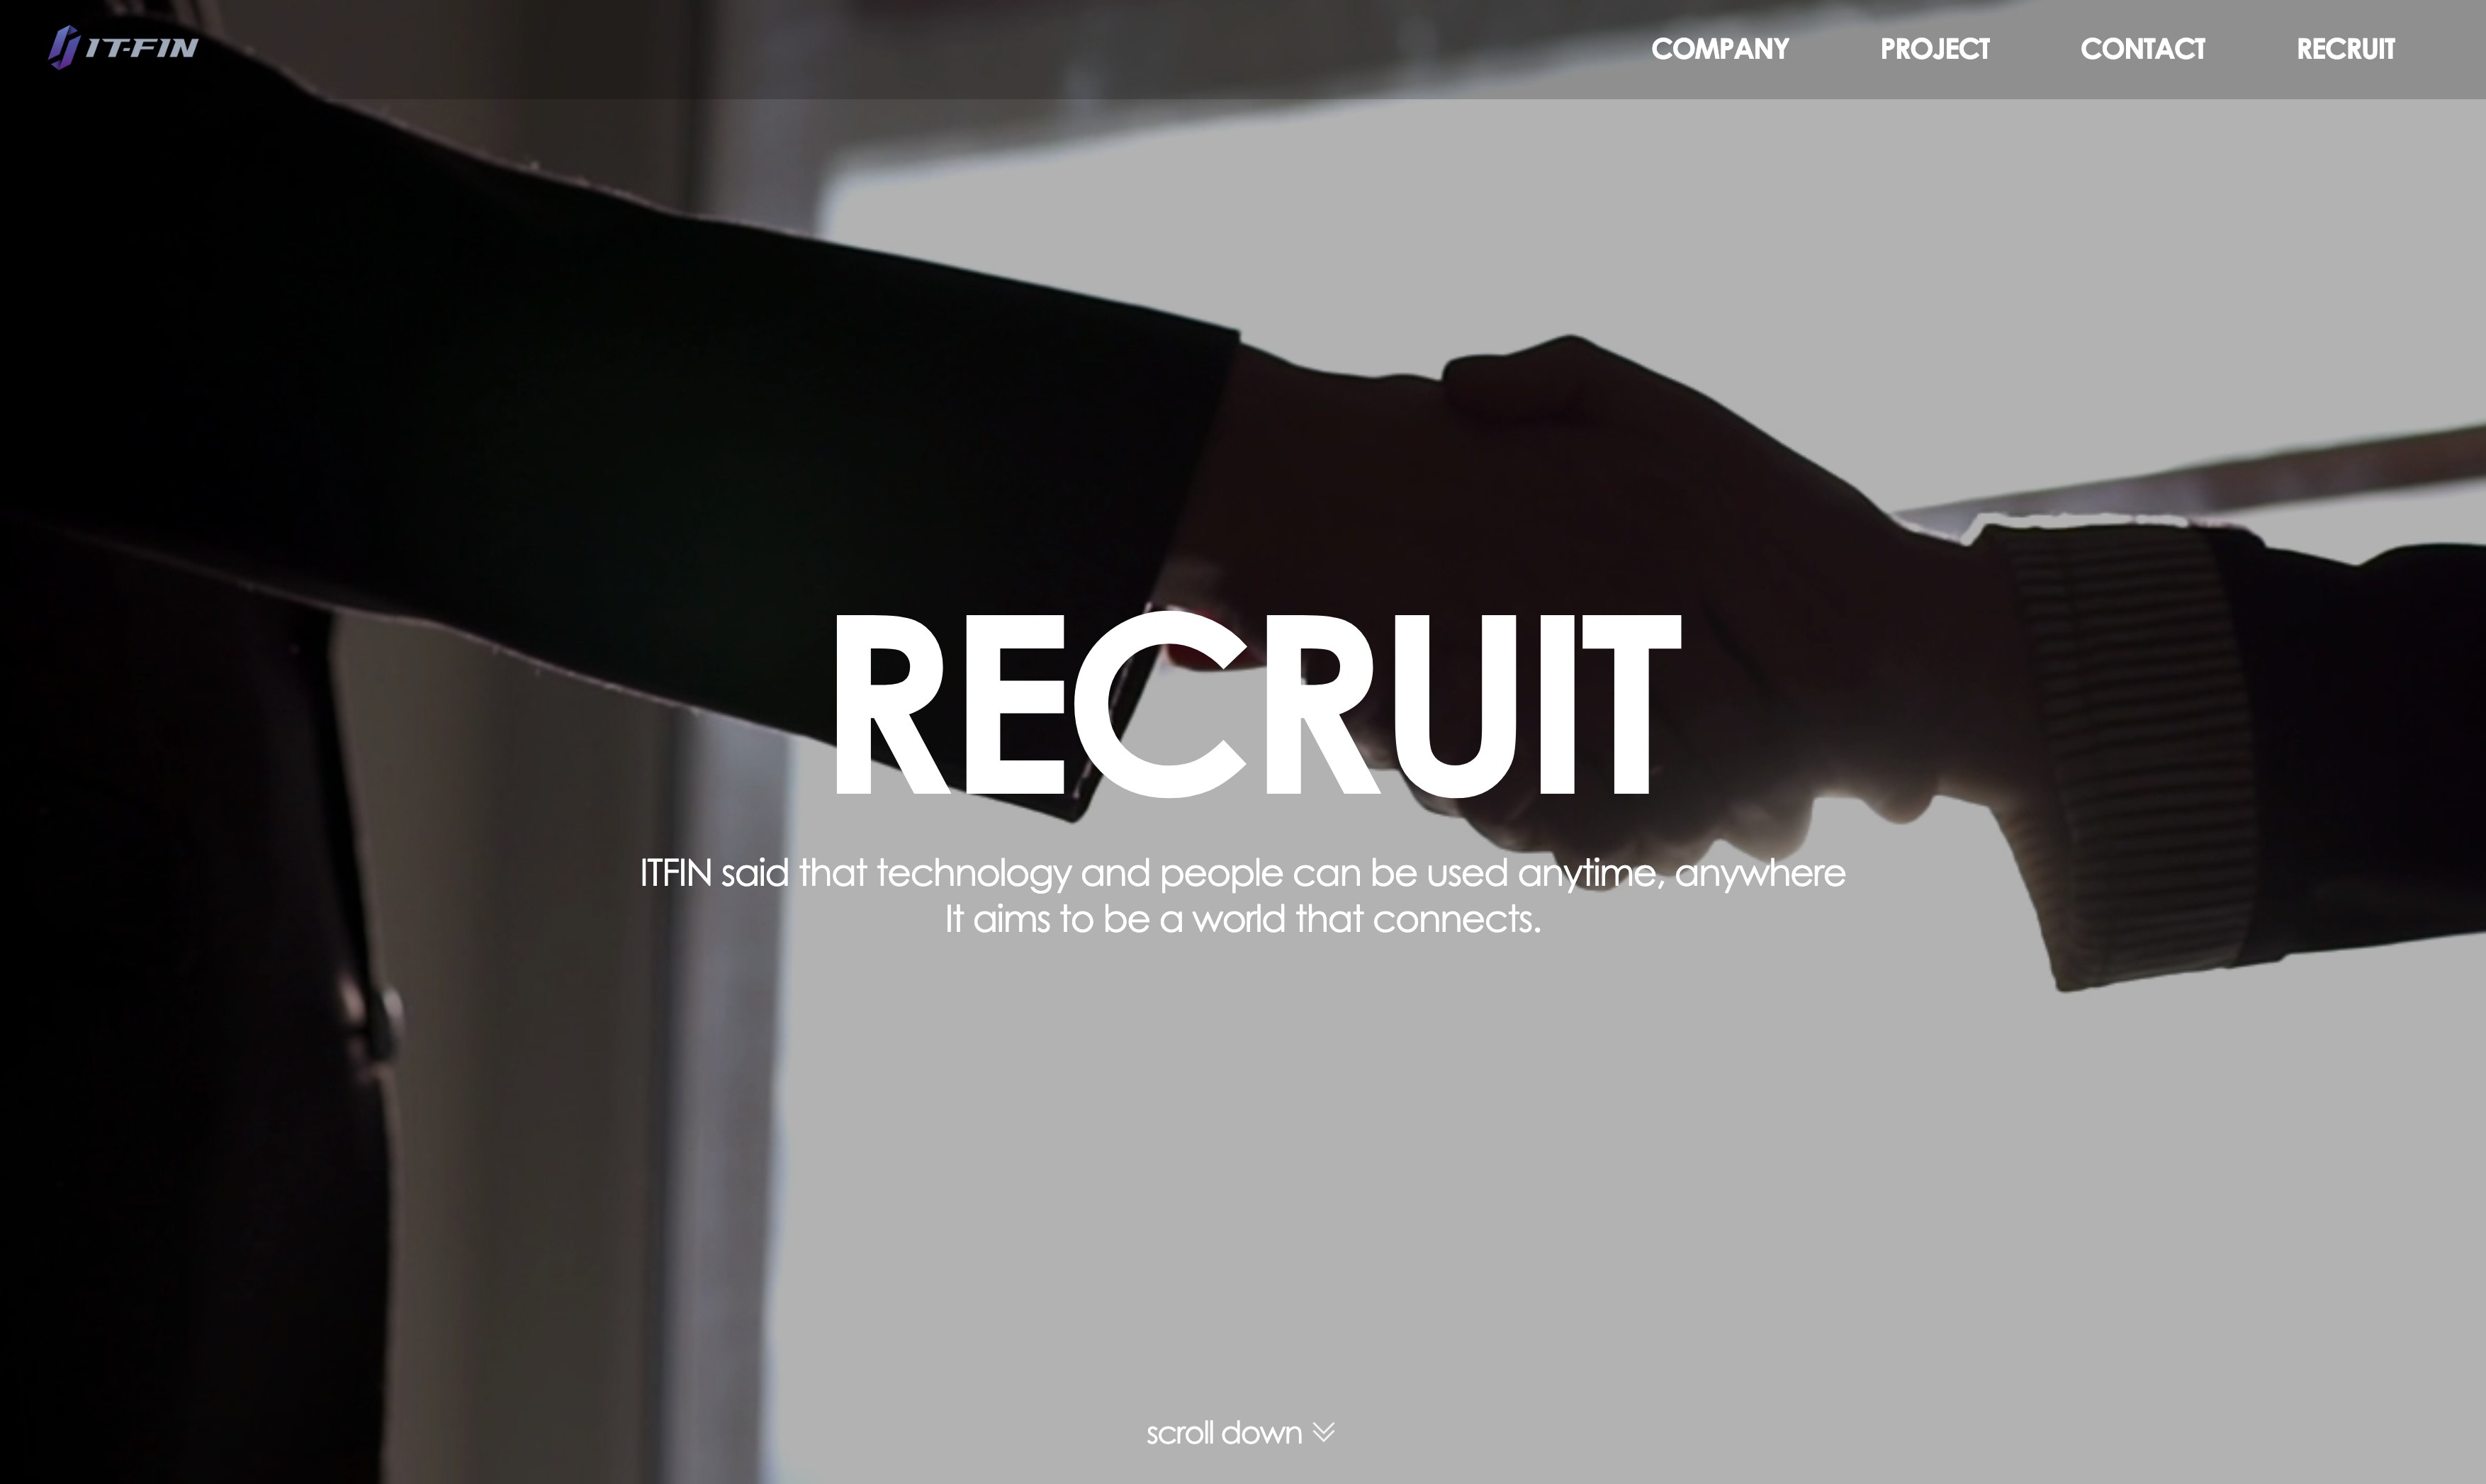 IT-FIN
COMPANY PROJECT CONTACT RECRUIT
RECRUIT
ITFIN said that technology and people can be used anytime, anywhere
It aims to be a world that connects.
scroll down